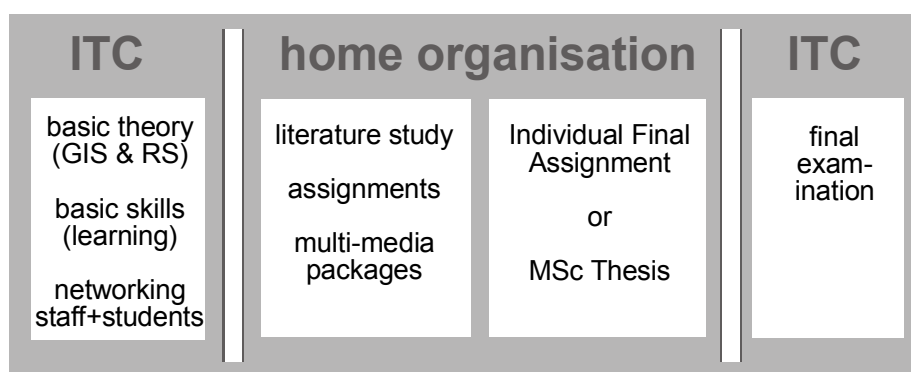 ITC
basic theory
(GIS & RS)
basic skills
(learning)
networking
staff+students
home organisation
literature study
assignments
multi-media
packages
Individual Final
Assignment
or
MSc Thesis
ITC
final
exam-
ination